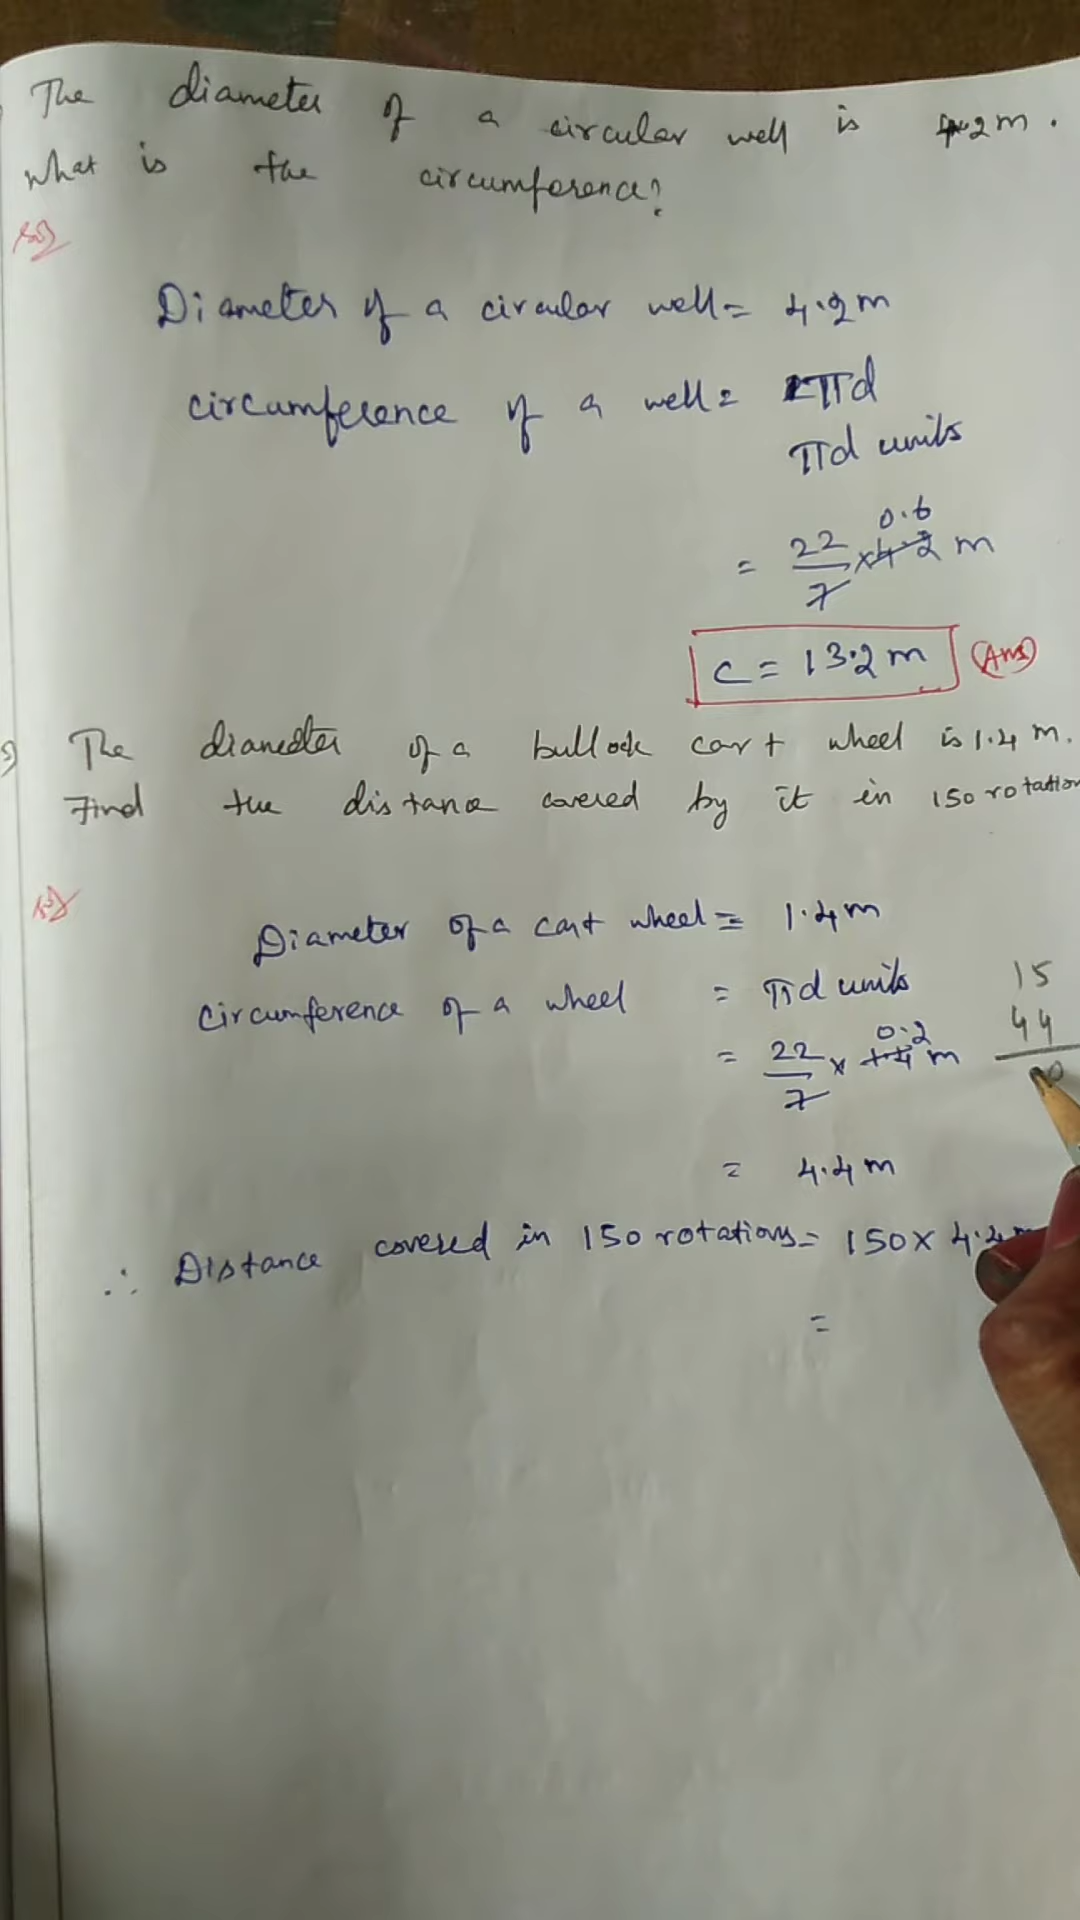 The diameter of a circular well is 4.2m.
What is the circumference?
Sol
Diameter of a circular well = 4.2m
circumference of a well = πd
πd units
0.6
= 22/7 × 4.2 m
C = 13.2 m (Ans)
5) The diameter of a bullock cart wheel is 1.4 m.
Find the distance covered by it in 150 rotation
Sol
Diameter of a cart wheel = 1.4m
circumference of a wheel = πd units
15
44
0
0.2
= 22/7 × 1.4 m
= 4.4 m
∴ Distance covered in 150 rotations = 150 × 4.4
=